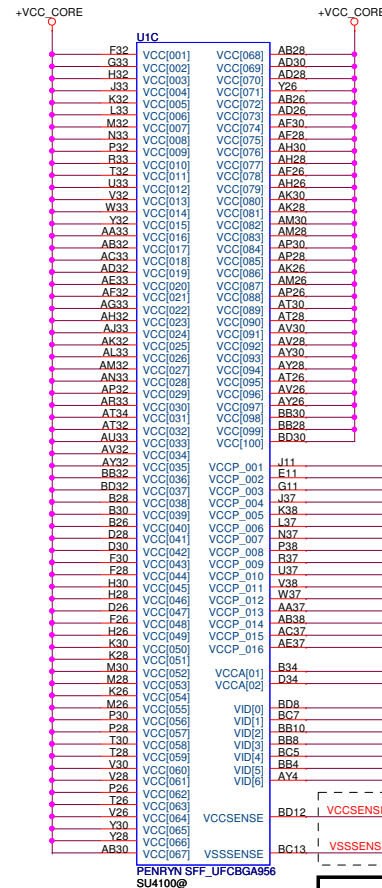 +VCC_CORE +VCC_CORE
U1C
F32 VCC[001] VCC[068] AB28
G33 VCC[002] VCC[069] AD30
H32 VCC[003] VCC[070] AD28
J33 VCC[004] VCC[071] Y26
K32 VCC[005] VCC[072] AB26
L33 VCC[006] VCC[073] AD26
M32 VCC[007] VCC[074] AF30
N33 VCC[008] VCC[075] AF28
P32 VCC[009] VCC[076] AH30
R33 VCC[010] VCC[077] AH28
T32 VCC[011] VCC[078] AF26
U33 VCC[012] VCC[079] AH26
V32 VCC[013] VCC[080] AK30
W33 VCC[014] VCC[081] AK28
Y32 VCC[015] VCC[082] AM30
AA33 VCC[016] VCC[083] AM28
AB32 VCC[017] VCC[084] AP30
AC33 VCC[018] VCC[085] AP28
AD32 VCC[019] VCC[086] AK26
AE33 VCC[020] VCC[087] AM26
AF32 VCC[021] VCC[088] AP26
AG33 VCC[022] VCC[089] AT30
AH32 VCC[023] VCC[090] AT28
AJ33 VCC[024] VCC[091] AV30
AK32 VCC[025] VCC[092] AV28
AL33 VCC[026] VCC[093] AY30
AM32 VCC[027] VCC[094] AY28
AN33 VCC[028] VCC[095] AT26
AP32 VCC[029] VCC[096] AV26
AR33 VCC[030] VCC[097] AY26
AT34 VCC[031] VCC[098] BB30
AT32 VCC[032] VCC[099] BB28
AU33 VCC[033] VCC[100] BD30
AV32 VCC[034]
AY32 VCC[035] VCCP_001 J11
BB32 VCC[036] VCCP_002 E11
BD32 VCC[037] VCCP_003 G11
B28 VCC[038] VCCP_004 J37
B30 VCC[039] VCCP_005 K38
B26 VCC[040] VCCP_006 L37
D28 VCC[041] VCCP_007 N37
D30 VCC[042] VCCP_008 P38
F30 VCC[043] VCCP_009 R37
F28 VCC[044] VCCP_010 U37
H30 VCC[045] VCCP_011 V38
H28 VCC[046] VCCP_012 W37
D26 VCC[047] VCCP_013 AA37
F26 VCC[048] VCCP_014 AB38
H26 VCC[049] VCCP_015 AC37
K30 VCC[050] VCCP_016 AE37
K28 VCC[051]
M30 VCC[052] VCCA[01] B34
M28 VCC[053] VCCA[02] D34
K26 VCC[054]
M26 VCC[055] VID[0] BD8
P30 VCC[056] VID[1] BC7
P28 VCC[057] VID[2] BB10
T30 VCC[058] VID[3] BB8
T28 VCC[059] VID[4] BC5
V30 VCC[060] VID[5] BB4
V28 VCC[061] VID[6] AY4
P26 VCC[062]
T26 VCC[063]
V26 VCC[064] VCCSENSE BD12 VCCSENSE
Y30 VCC[065]
Y28 VCC[066]
AB30 VCC[067] VSSSENSE BC13 VSSSENSE
PENRYN SFF_UFCBGA956
SU4100@